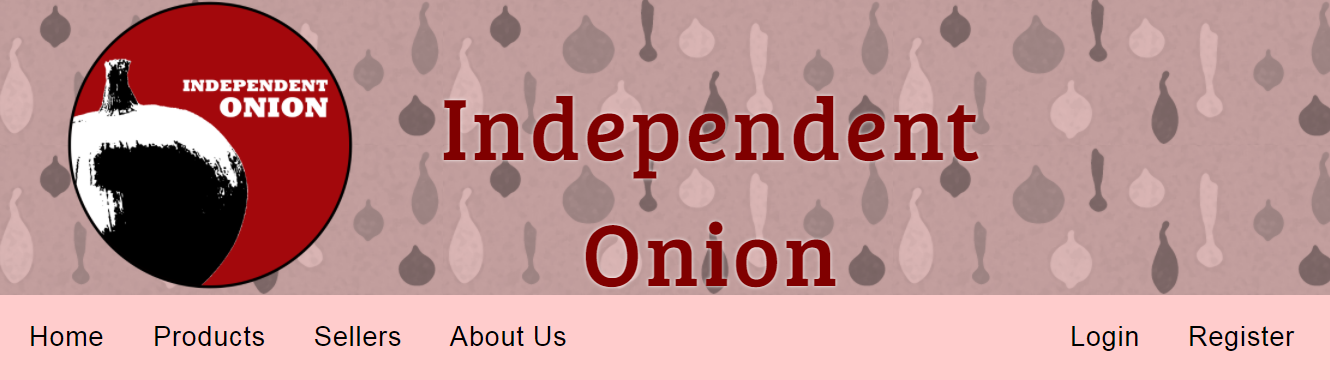 INDEPENDENT
ONION
Independent
Onion
Home Products Sellers About Us Login Register